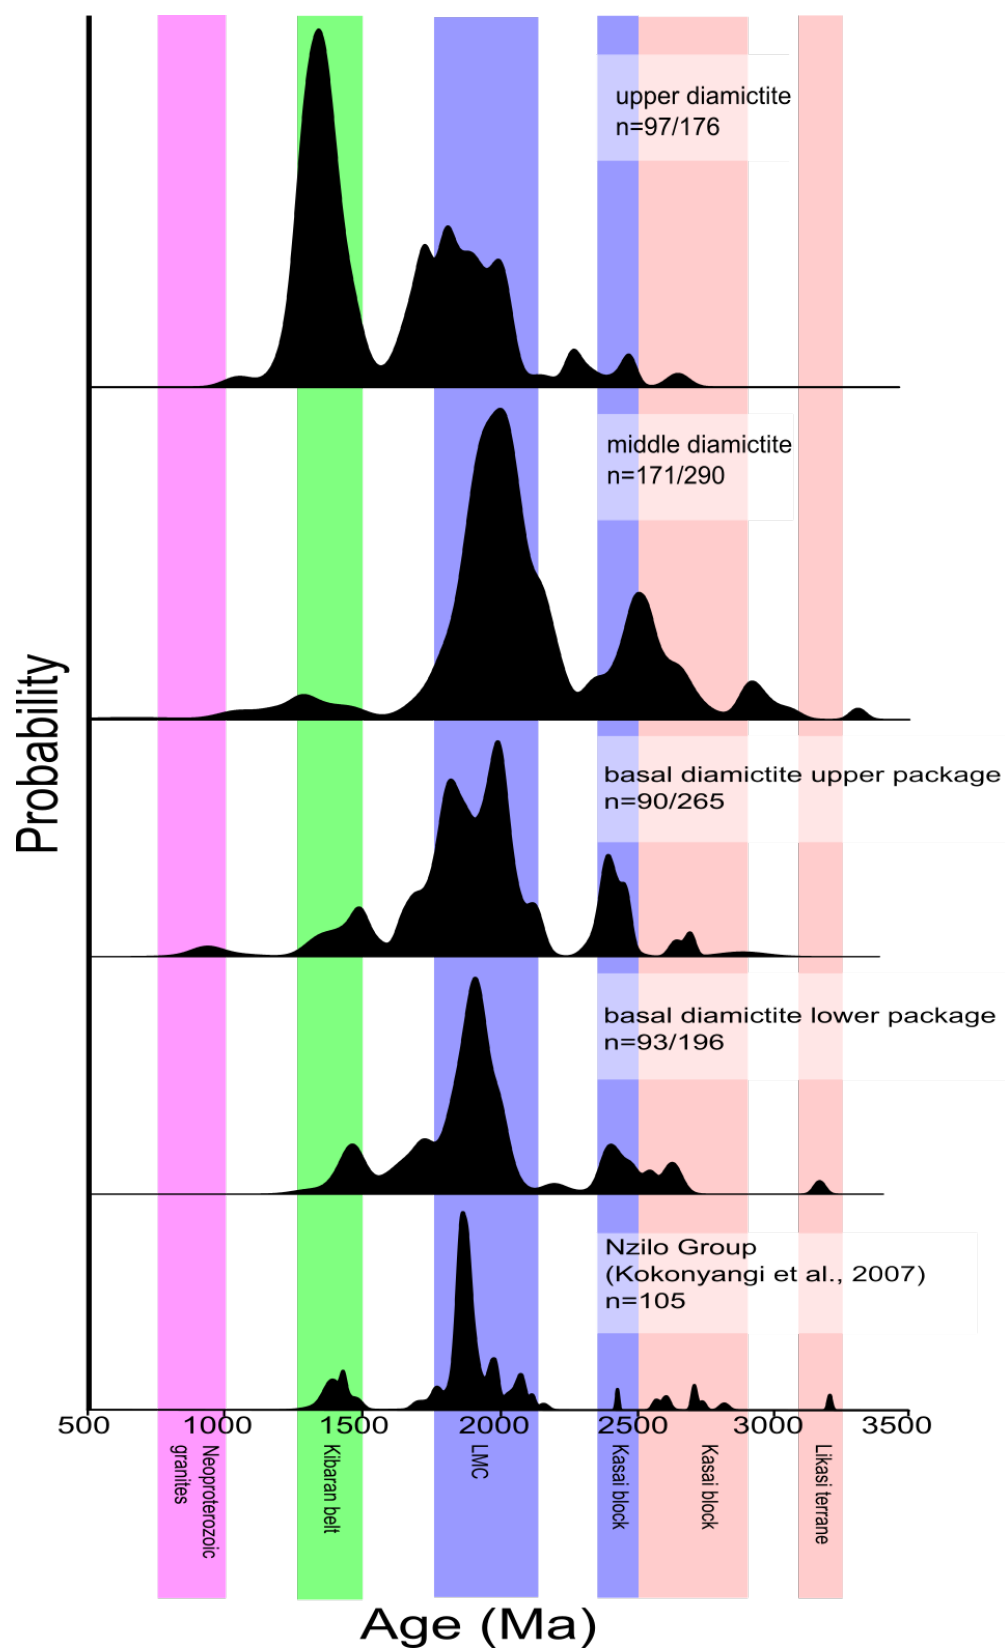 upper diamictite
n=97/176
middle diamictite
n=171/290
basal diamictite upper package
n=90/265
basal diamictite lower package
n=93/196
Nzilo Group
(Kokonyangi et al., 2007)
n=105
Probability
500 1000 1500 2000 2500 3000 3500
Neoproterozoic
granites
Kibaran belt
LMC
Kasai block
Kasai block
Likasi terrane
Age (Ma)